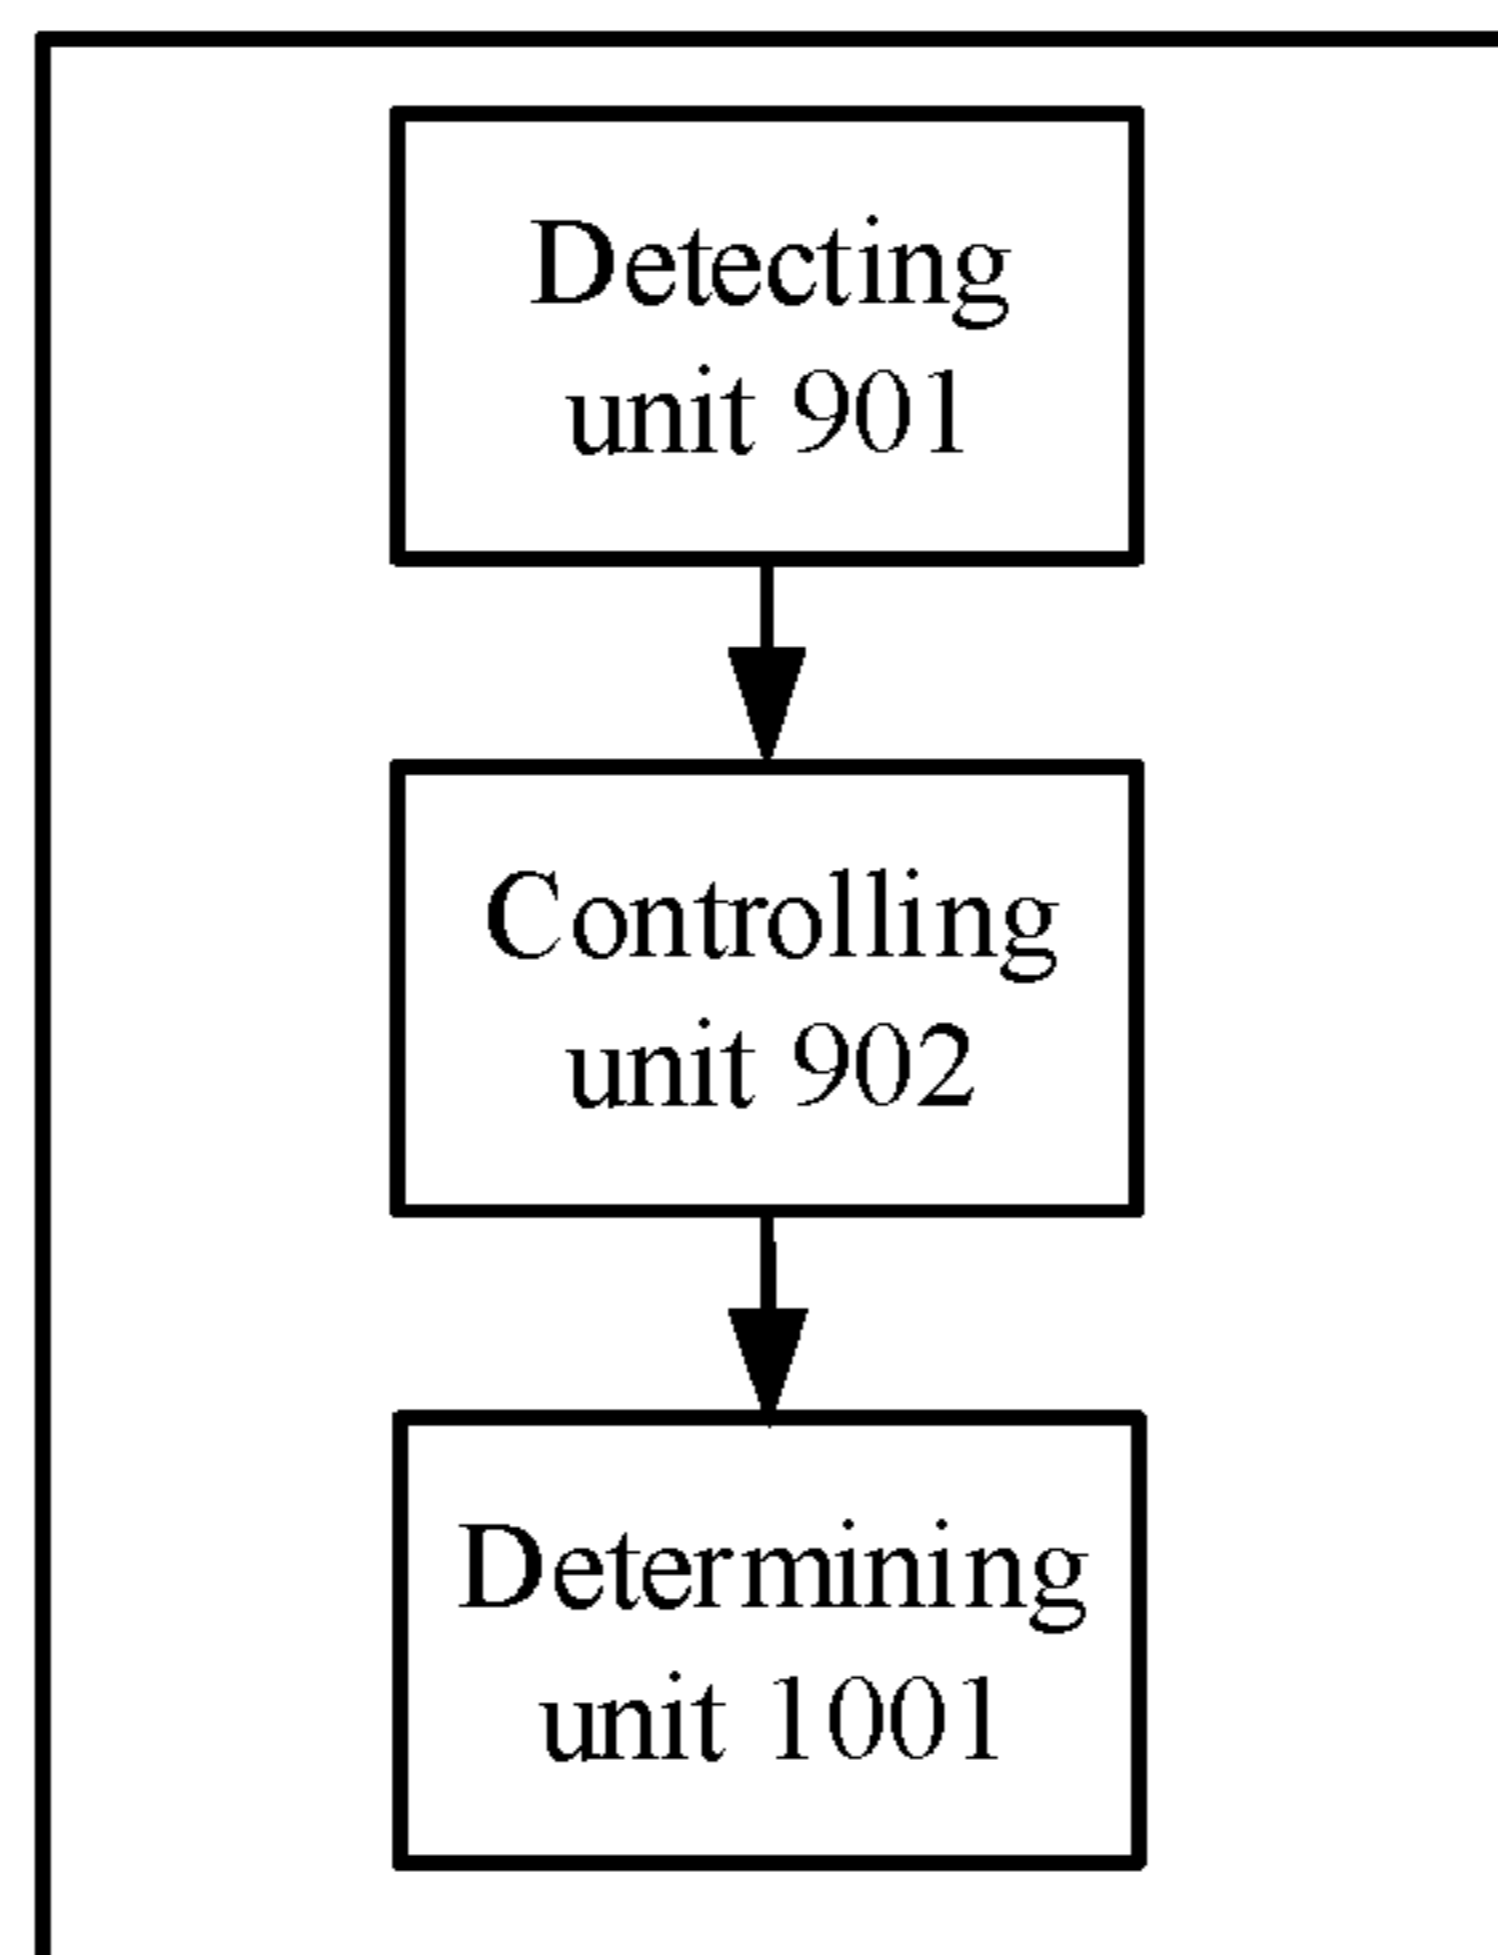 Detecting
unit 901
Controlling
unit 902
Determining
unit 1001